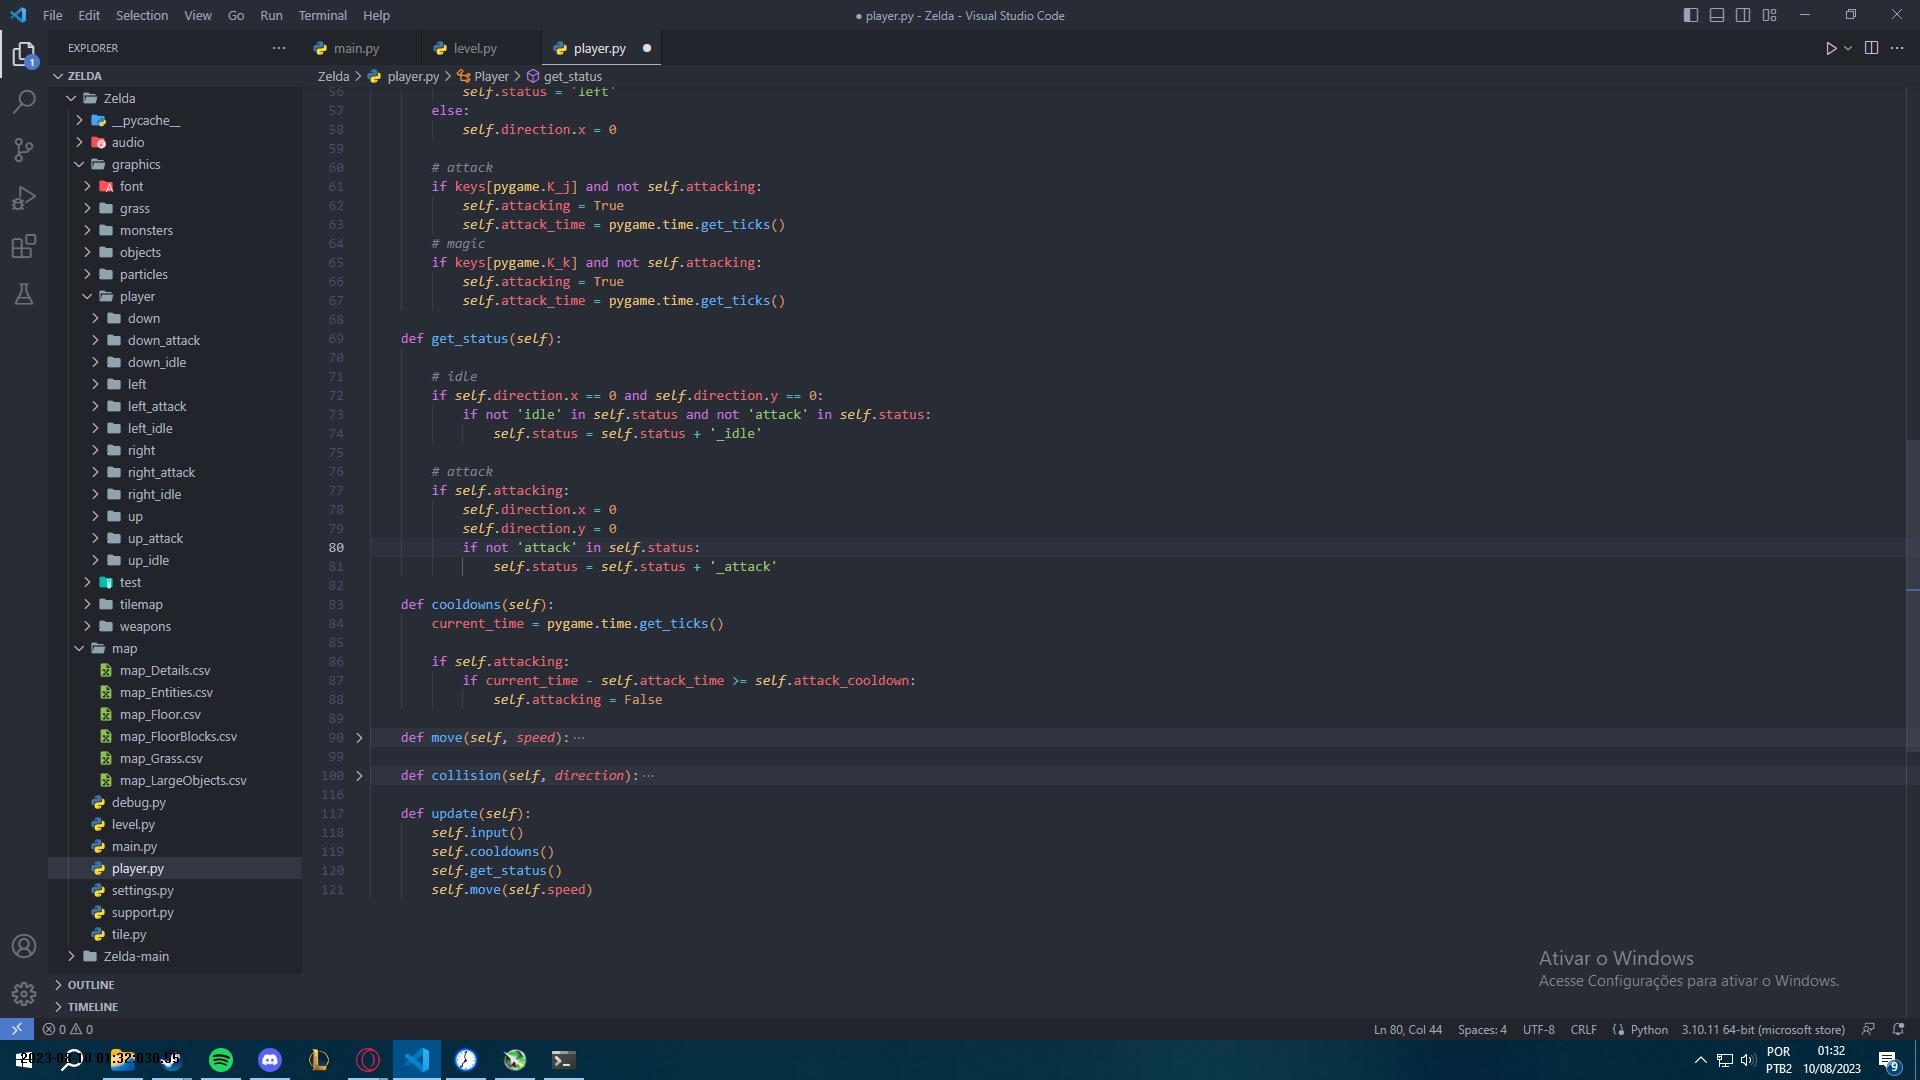 File Edit Selection View Go Run Terminal Help
● player.py - Zelda - Visual Studio Code
EXPLORER
1
ZELDA
Zelda
__pycache__
audio
graphics
font
grass
monsters
objects
particles
player
down
down_attack
down_idle
left
left_attack
left_idle
right
right_attack
right_idle
up
up_attack
up_idle
test
tilemap
weapons
map
map_Details.csv
map_Entities.csv
map_Floor.csv
map_FloorBlocks.csv
map_Grass.csv
map_LargeObjects.csv
debug.py
level.py
main.py
player.py
settings.py
support.py
tile.py
Zelda-main
OUTLINE
TIMELINE
main.py level.py player.py
Zelda > player.py > Player > get_status
56 self.status = 'left'
57 else:
58 self.direction.x = 0
59
60 # attack
61 if keys[pygame.K_j] and not self.attacking:
62 self.attacking = True
63 self.attack_time = pygame.time.get_ticks()
64 # magic
65 if keys[pygame.K_k] and not self.attacking:
66 self.attacking = True
67 self.attack_time = pygame.time.get_ticks()
68
69 def get_status(self):
70
71 # idle
72 if self.direction.x == 0 and self.direction.y == 0:
73 if not 'idle' in self.status and not 'attack' in self.status:
74 self.status = self.status + '_idle'
75
76 # attack
77 if self.attacking:
78 self.direction.x = 0
79 self.direction.y = 0
80 if not 'attack' in self.status:
81 self.status = self.status + '_attack'
82
83 def cooldowns(self):
84 current_time = pygame.time.get_ticks()
85
86 if self.attacking:
87 if current_time - self.attack_time >= self.attack_cooldown:
88 self.attacking = False
89
90 def move(self, speed):···
99
100 def collision(self, direction):···
116
117 def update(self):
118 self.input()
119 self.cooldowns()
120 self.get_status()
121 self.move(self.speed)
Ativar o Windows
Acesse Configurações para ativar o Windows.
0 0
Ln 80, Col 44 Spaces: 4 UTF-8 CRLF Python 3.10.11 64-bit (microsoft store)
POR
PTB2
01:32
10/08/2023
9